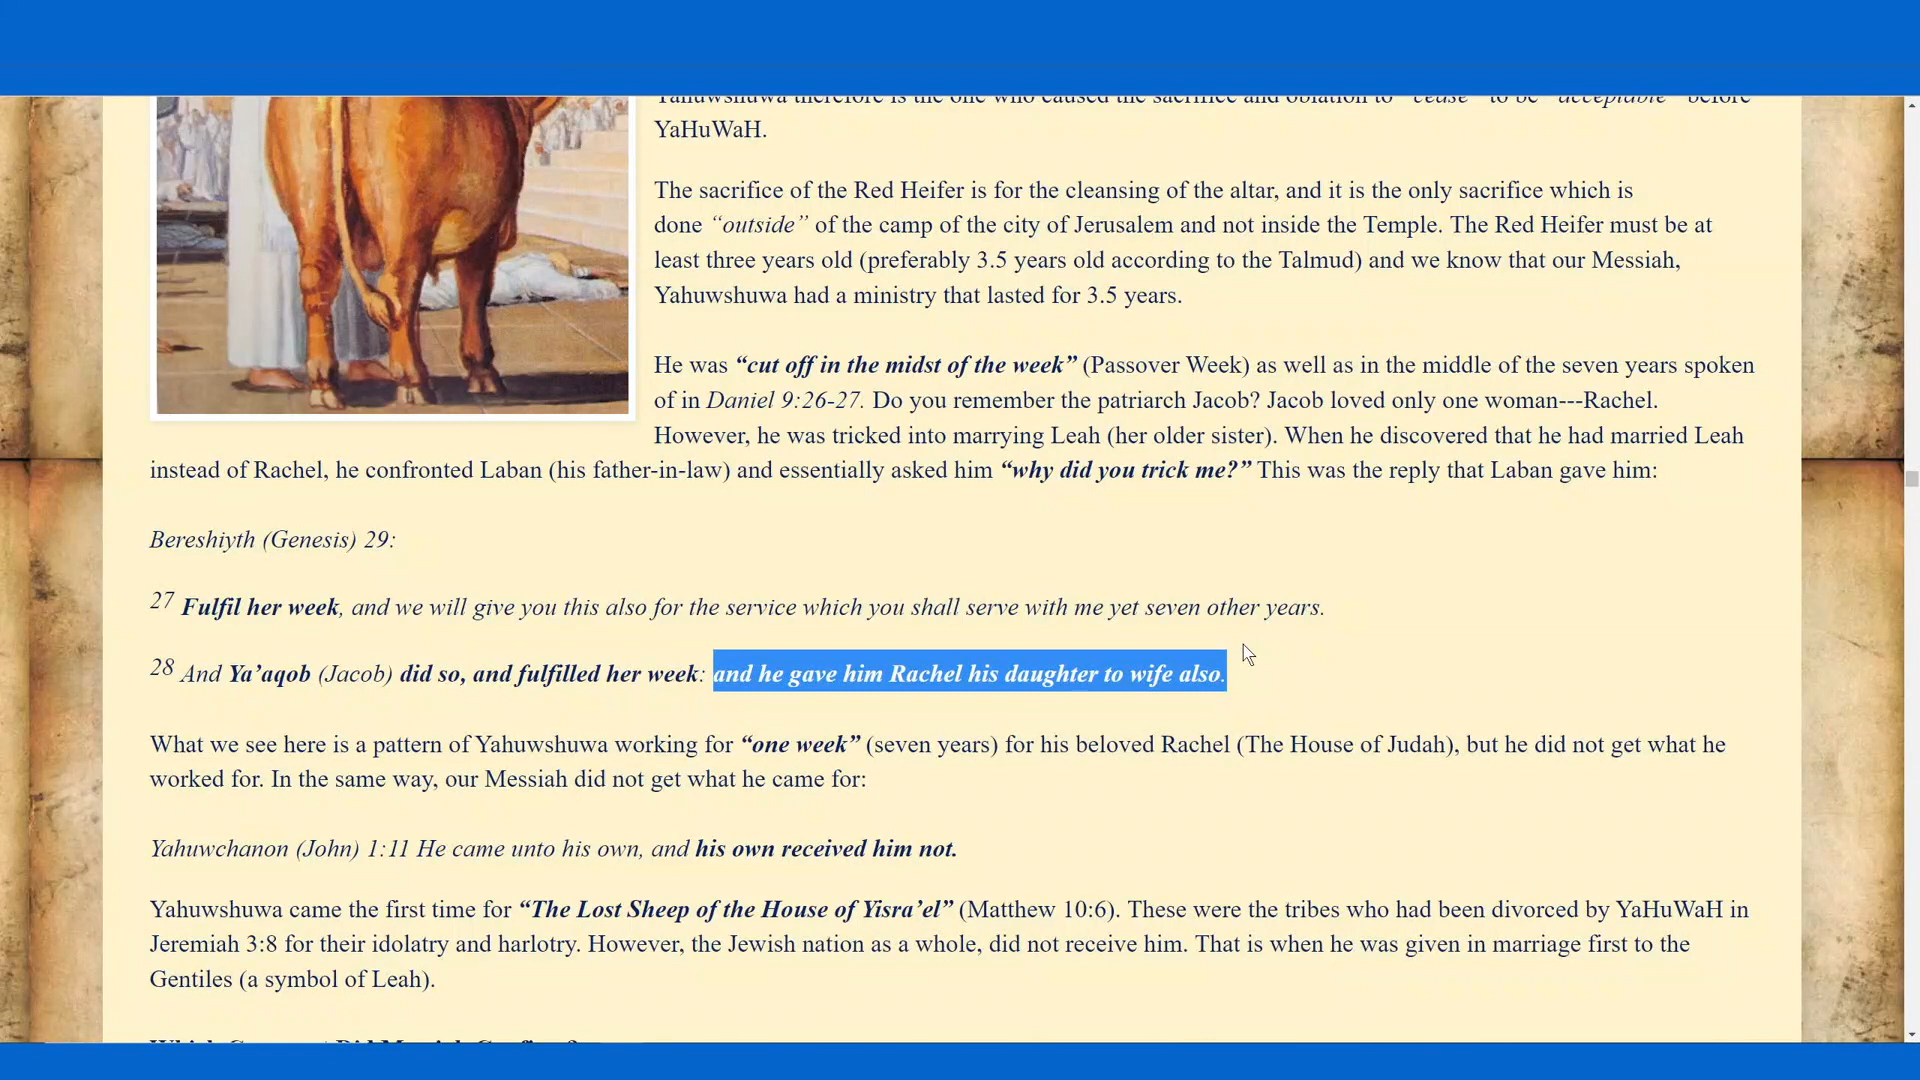 Yahuwshuwa therefore is the one who caused the sacrifice and oblation to “cease” to be “acceptable” before
YaHuWaH.
The sacrifice of the Red Heifer is for the cleansing of the altar, and it is the only sacrifice which is
done “outside” of the camp of the city of Jerusalem and not inside the Temple. The Red Heifer must be at
least three years old (preferably 3.5 years old according to the Talmud) and we know that our Messiah,
Yahuwshuwa had a ministry that lasted for 3.5 years.
He was “cut off in the midst of the week” (Passover Week) as well as in the middle of the seven years spoken
of in Daniel 9:26-27. Do you remember the patriarch Jacob? Jacob loved only one woman---Rachel.
However, he was tricked into marrying Leah (her older sister). When he discovered that he had married Leah
instead of Rachel, he confronted Laban (his father-in-law) and essentially asked him “why did you trick me?” This was the reply that Laban gave him:
Bereshiyth (Genesis) 29:
27 Fulfil her week, and we will give you this also for the service which you shall serve with me yet seven other years.
28 And Ya’aqob (Jacob) did so, and fulfilled her week: and he gave him Rachel his daughter to wife also.
What we see here is a pattern of Yahuwshuwa working for “one week” (seven years) for his beloved Rachel (The House of Judah), but he did not get what he
worked for. In the same way, our Messiah did not get what he came for:
Yahuwchanon (John) 1:11 He came unto his own, and his own received him not.
Yahuwshuwa came the first time for “The Lost Sheep of the House of Yisra’el” (Matthew 10:6). These were the tribes who had been divorced by YaHuWaH in
Jeremiah 3:8 for their idolatry and harlotry. However, the Jewish nation as a whole, did not receive him. That is when he was given in marriage first to the
Gentiles (a symbol of Leah).